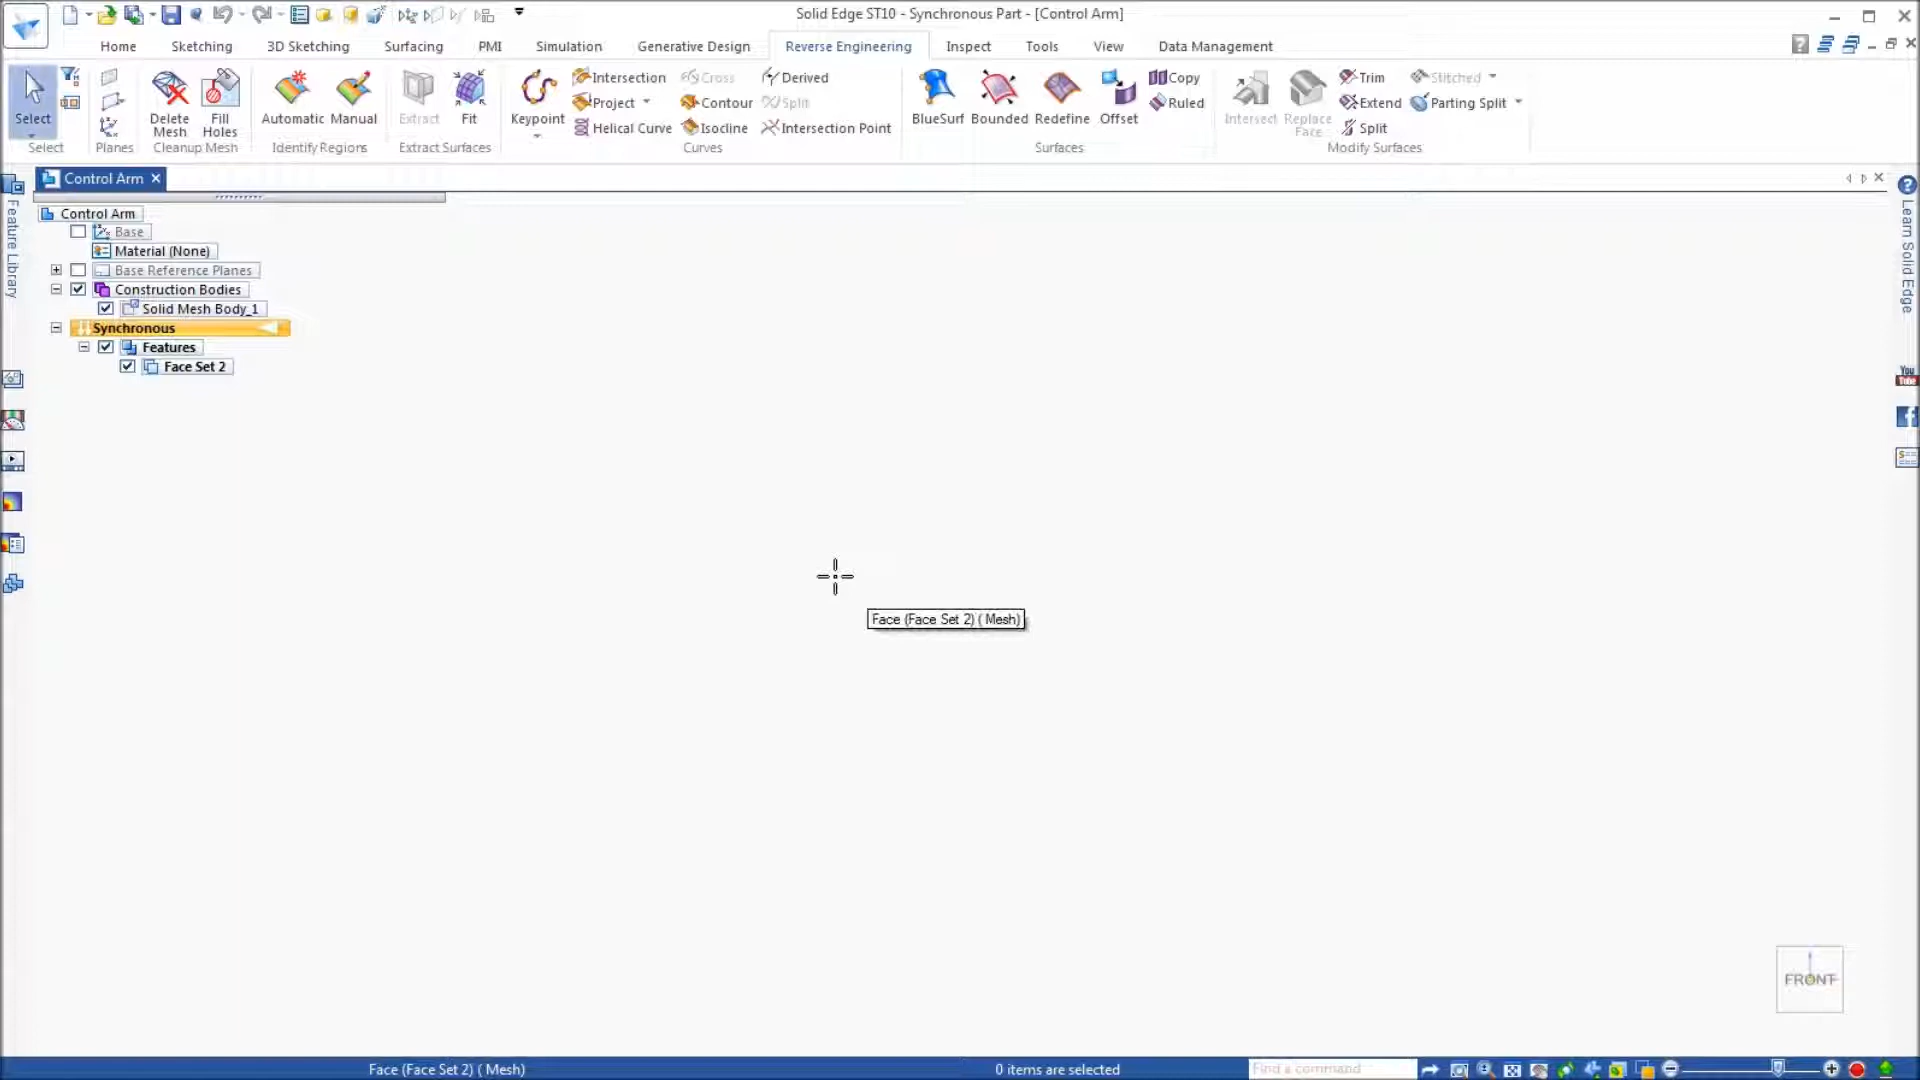 Solid Edge ST10 - Synchronous Part - [Control Arm]
Home Sketching 3D Sketching Surfacing PMI Simulation Generative Design Reverse Engineering Inspect Tools View Data Management
Select
Select
Planes
Delete Mesh
Fill Holes
Cleanup Mesh
Automatic
Manual
Identify Regions
Extract
Fit
Extract Surfaces
Keypoint
Intersection
Project
Helical Curve
Cross
Contour
Isocline
Derived
Split
Intersection Point
Curves
BlueSurf
Bounded
Redefine
Offset
Copy
Ruled
Surfaces
Intersect
Replace Face
Trim
Extend
Split
Stitched
Parting Split
Modify Surfaces
Control Arm
Feature Library
Control Arm
Base
Material (None)
Base Reference Planes
Construction Bodies
Solid Mesh Body_1
Synchronous
Features
Face Set 2
Face (Face Set 2) ( Mesh)
Learn Solid Edge
You
Tube
FRONT
Face (Face Set 2) ( Mesh)
0 items are selected
Find a command